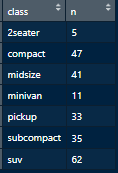 class n
2seater 5
compact 47
midsize 41
minivan 11
pickup 33
subcompact 35
suv 62